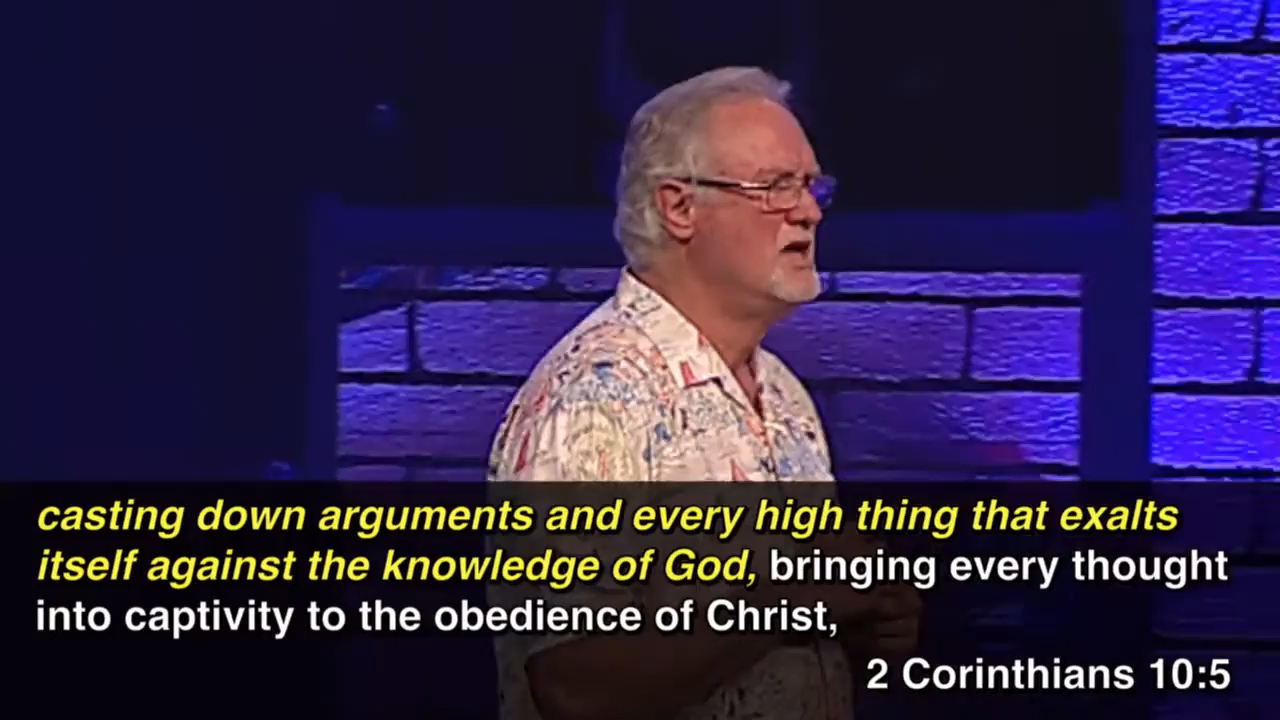 casting down arguments and every high thing that exalts
itself against the knowledge of God, bringing every thought
into captivity to the obedience of Christ,
2 Corinthians 10:5